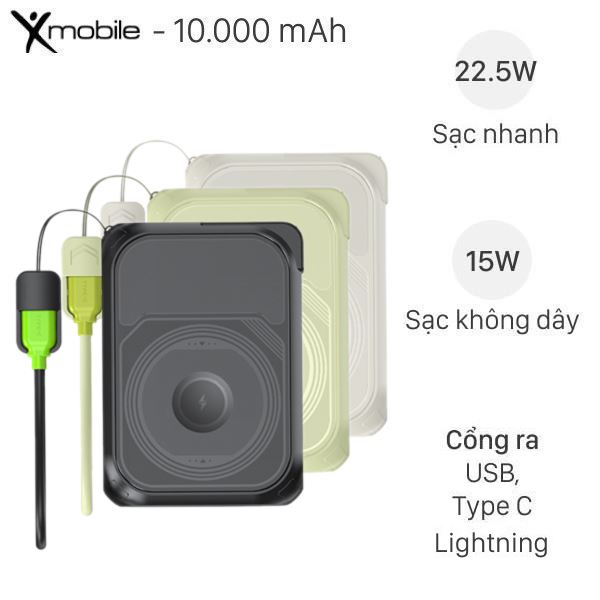 Xmobile - 10.000 mAh
22.5W
Sạc nhanh
15W
Sạc không dây
Cổng ra
USB,
Type C
Lightning